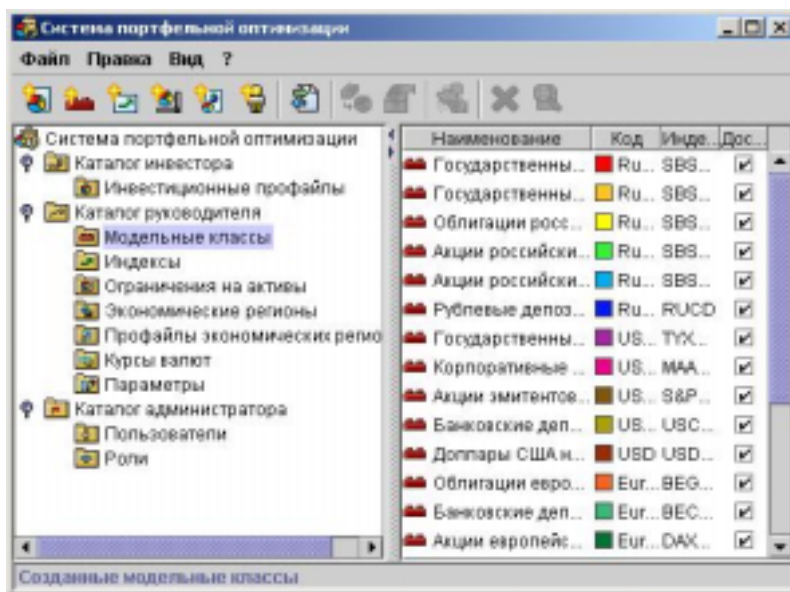 Система портфельной оптимизации
Файл Правка Вид ?
Система портфельной оптимизации
Каталог инвестора
Инвестиционные профайлы
Каталог руководителя
Модельные классы
Индексы
Ограничения на активы
Экономические регионы
Профайлы экономических регио
Курсы валют
Параметры
Каталог администратора
Пользователи
Роли
Наименование Код Инде... Дос...
Государственны... Ru... SBS...
Государственны... Ru... SBS...
Облигации росс... Ru... SBS...
Акции российски... Ru... SBS...
Акции российски... Ru... SBS...
Рублевые депоз... Ru... RUCD
Государственны... US... TYX...
Корпоративные ... US... MAA...
Акции эмитентов... US... S&P...
Банковские деп... US... USC...
Доллары США н... USD USD...
Облигации евро... Eur... BEG...
Банковские деп... Eur... BEC...
Акции европейс... Eur... DAX...
Созданные модельные классы